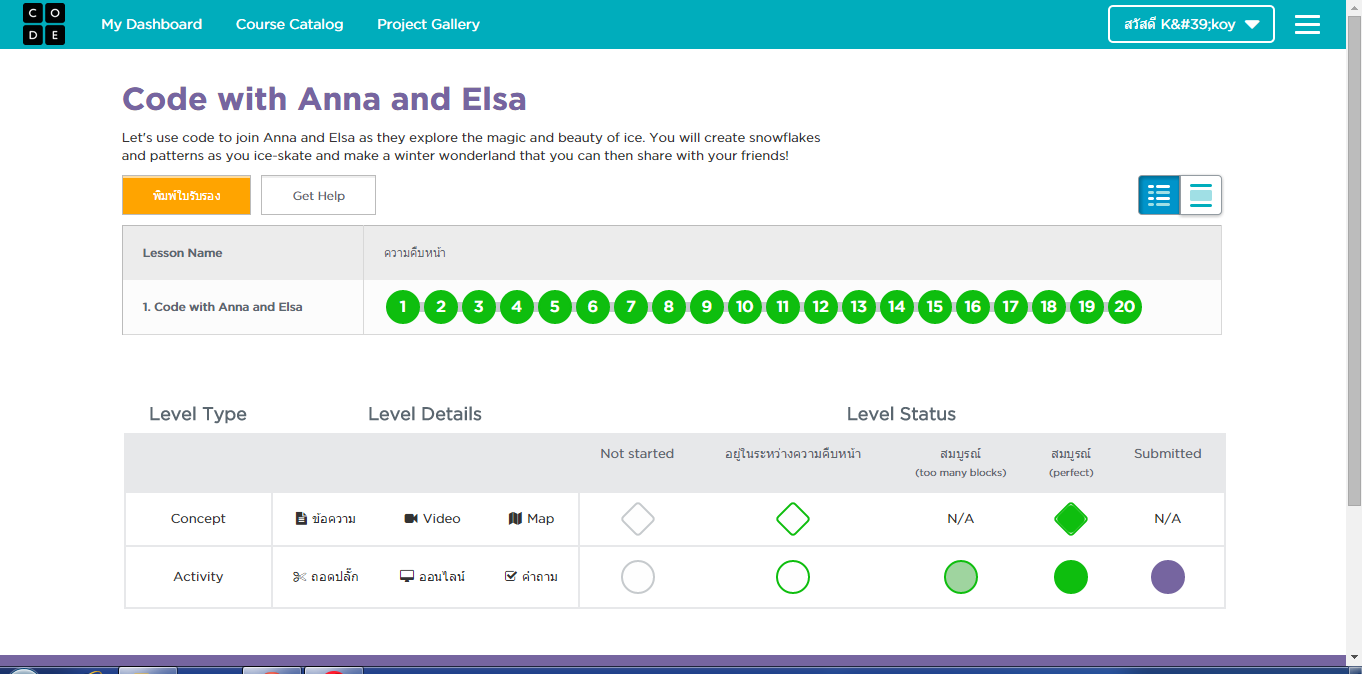 CO
DE
My Dashboard Course Catalog Project Gallery สวัสดี K&#39;koy
Code with Anna and Elsa
Let's use code to join Anna and Elsa as they explore the magic and beauty of ice. You will create snowflakes
and patterns as you ice-skate and make a winter wonderland that you can then share with your friends!
พิมพ์ใบรับรอง Get Help
Lesson Name ความคืบหน้า
1. Code with Anna and Elsa 1 2 3 4 5 6 7 8 9 10 11 12 13 14 15 16 17 18 19 20
Level Type Level Details Level Status
Not started อยู่ในระหว่างความคืบหน้า สมบูรณ์ สมบูรณ์ Submitted
(too many blocks) (perfect)
Concept ข้อความ Video Map N/A N/A
Activity ถอดปลั๊ก ออนไลน์ คำถาม